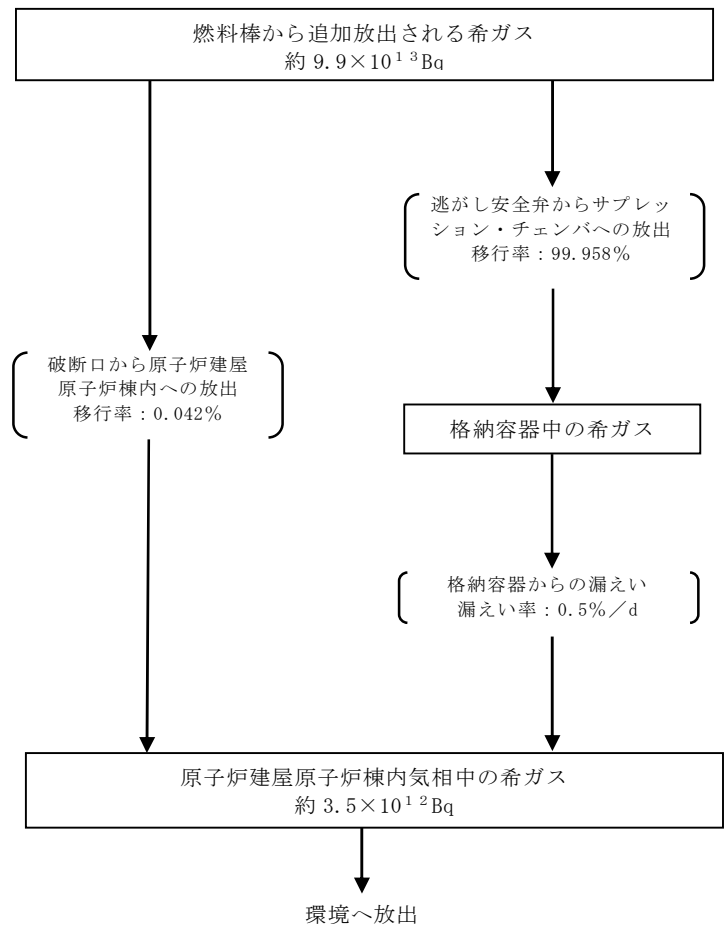 燃料棒から追加放出される希ガス
約 9.9×10¹³Bq
逃がし安全弁からサプレッ
ション・チェンバへの放出
移行率:99.958%
破断口から原子炉建屋
原子炉棟内への放出
移行率:0.042%
格納容器中の希ガス
格納容器からの漏えい
漏えい率:0.5%/d
原子炉建屋原子炉棟内気相中の希ガス
約 3.5×10¹²Bq
環境へ放出